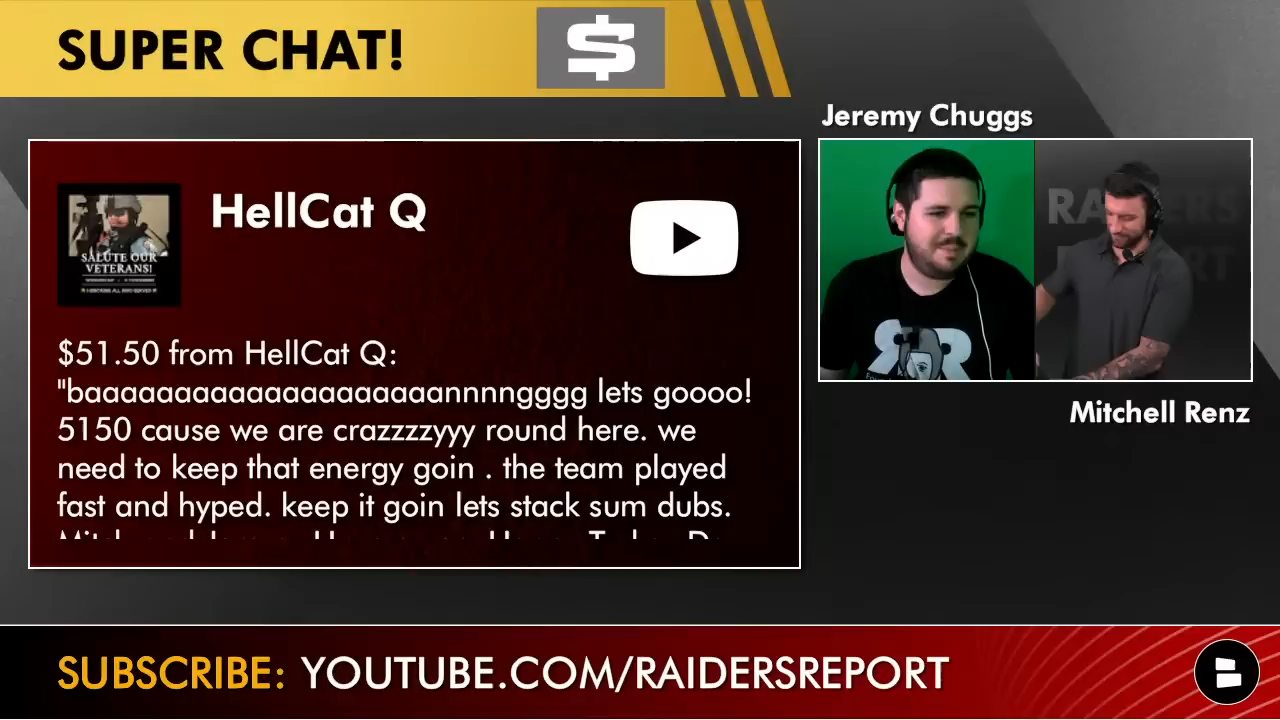 SUPER CHAT!
$
Jeremy Chuggs
HellCat Q
SALUTE OUR
VETERANS!
RAIDERS
$51.50 from HellCat Q:
"baaaaaaaaaaaaaaaaaaannnngggg lets goooo!
5150 cause we are crazzzzyyy round here. we
need to keep that energy goin . the team played
fast and hyped. keep it goin lets stack sum dubs.
Mitchell Renz
SUBSCRIBE: YOUTUBE.COM/RAIDERSREPORT